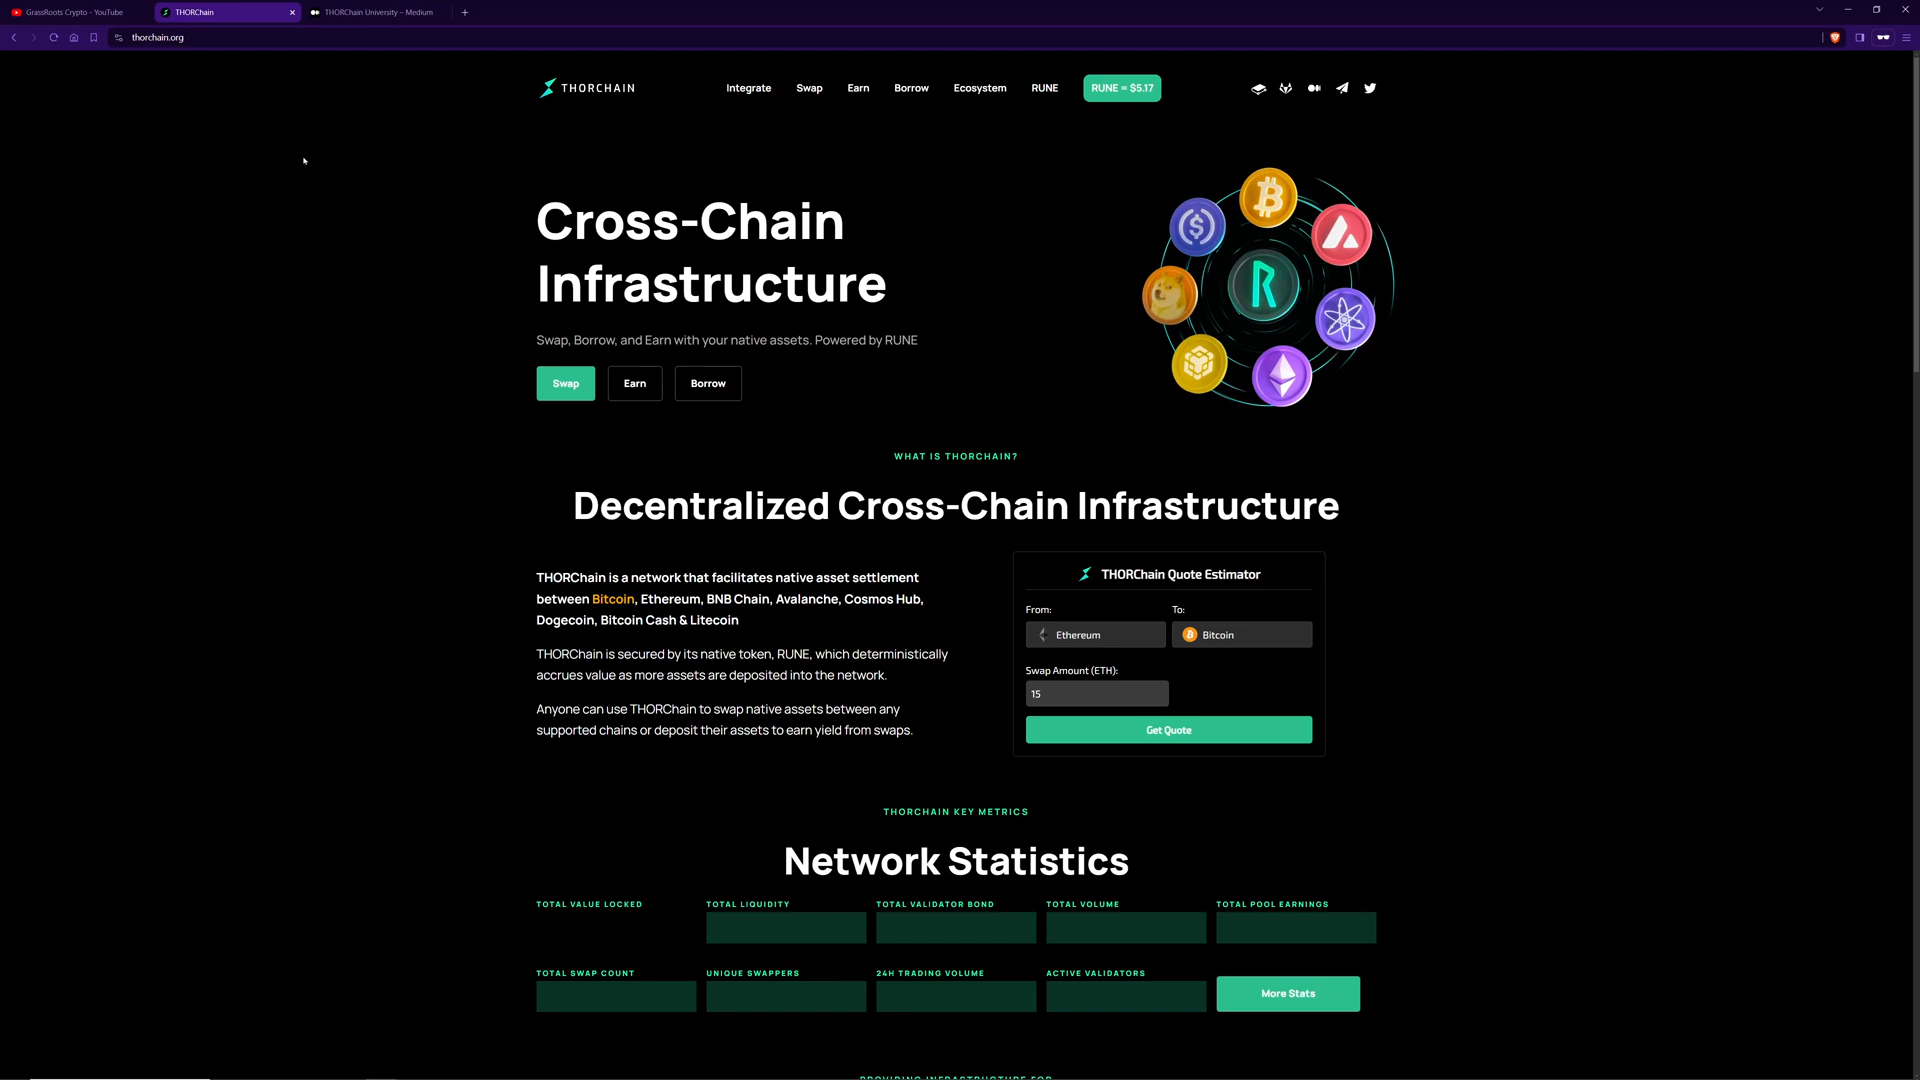 GrassRoots Crypto - YouTube
THORChain
THORChain University – Medium
thorchain.org
THORCHAIN
Integrate
Swap
Earn
Borrow
Ecosystem
RUNE
RUNE = $5.17
Cross-Chain
Infrastructure
Swap, Borrow, and Earn with your native assets. Powered by RUNE
Swap
Earn
Borrow
WHAT IS THORCHAIN?
Decentralized Cross-Chain Infrastructure
THORChain is a network that facilitates native asset settlement
between Bitcoin, Ethereum, BNB Chain, Avalanche, Cosmos Hub,
Dogecoin, Bitcoin Cash & Litecoin
THORChain is secured by its native token, RUNE, which deterministically
accrues value as more assets are deposited into the network.
Anyone can use THORChain to swap native assets between any
supported chains or deposit their assets to earn yield from swaps.
THORChain Quote Estimator
From:
To:
Ethereum
Bitcoin
Swap Amount (ETH):
15
Get Quote
THORCHAIN KEY METRICS
Network Statistics
TOTAL VALUE LOCKED
TOTAL LIQUIDITY
TOTAL VALIDATOR BOND
TOTAL VOLUME
TOTAL POOL EARNINGS
TOTAL SWAP COUNT
UNIQUE SWAPPERS
24H TRADING VOLUME
ACTIVE VALIDATORS
More Stats
PROVIDING INFRASTRUCTURE FOR